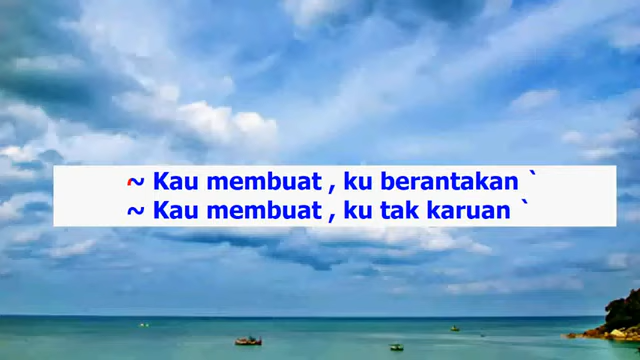 ~ Kau membuat , ku berantakan `
~ Kau membuat , ku tak karuan `